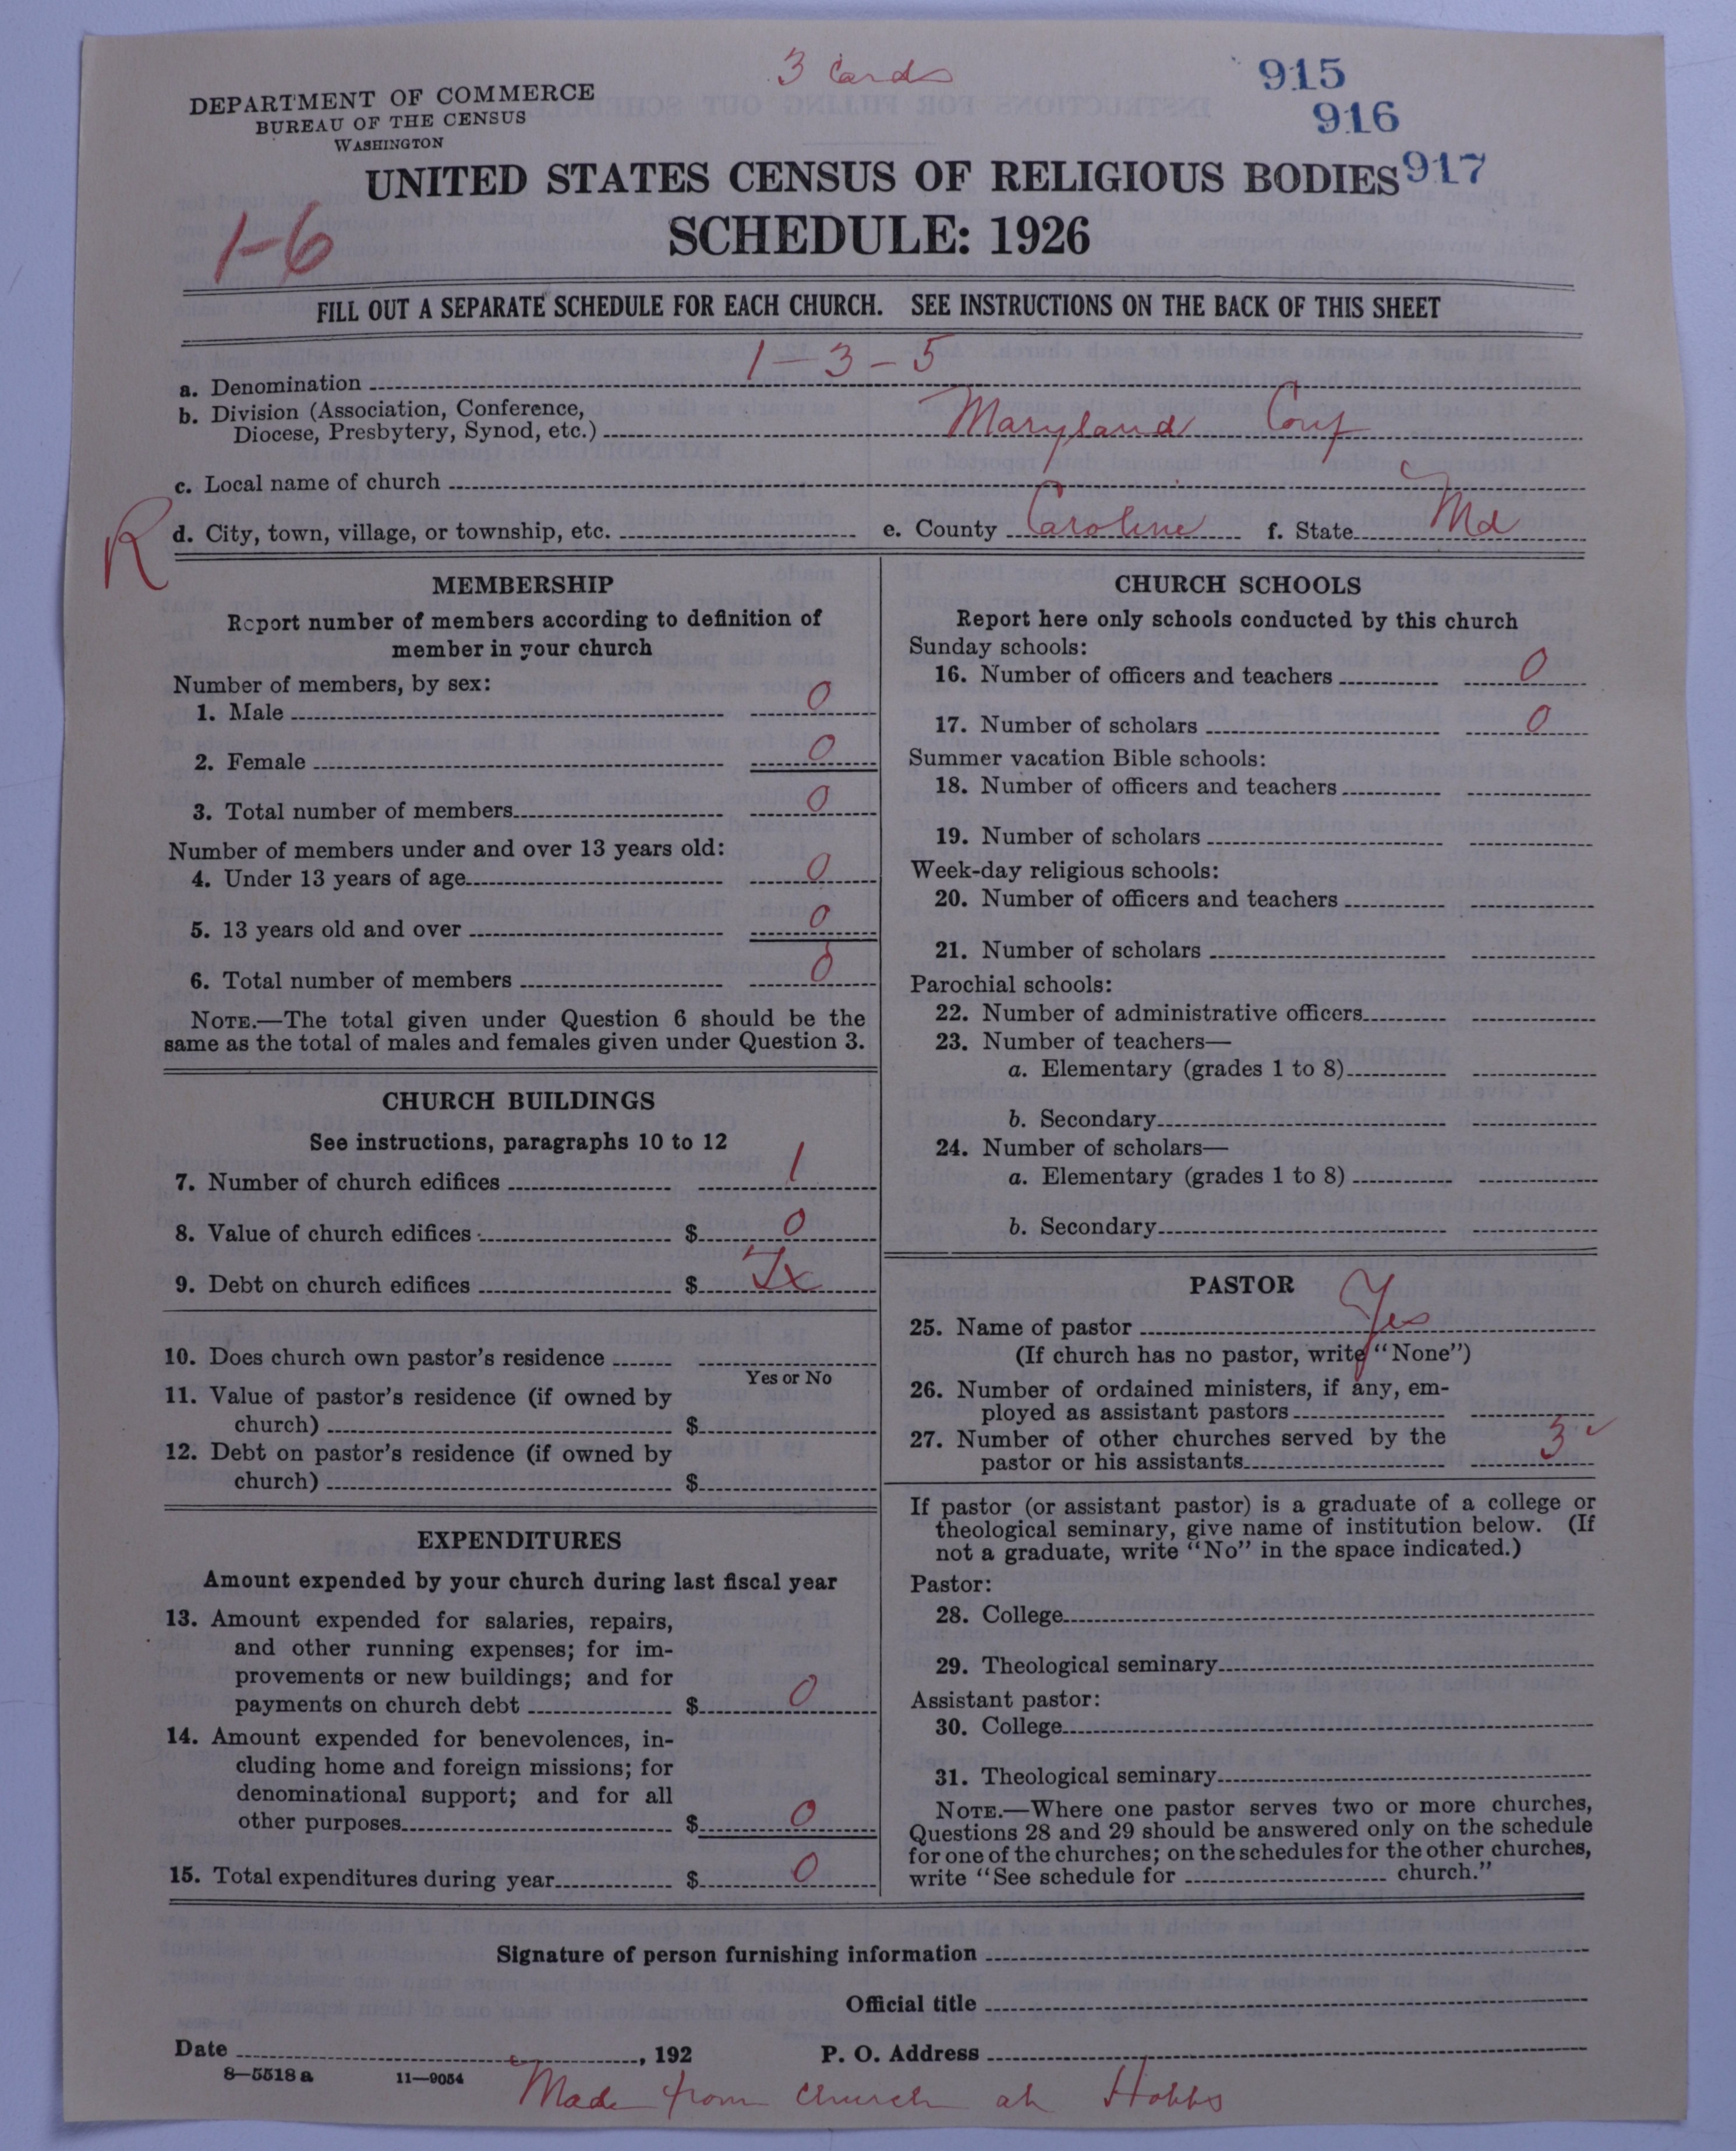 3 Cards
915
916
917
DEPARTMENT OF COMMERCE
BUREAU OF THE CENSUS
WASHINGTON
UNITED STATES CENSUS OF RELIGIOUS BODIES
SCHEDULE: 1926
1-6
FILL OUT A SEPARATE SCHEDULE FOR EACH CHURCH. SEE INSTRUCTIONS ON THE BACK OF THIS SHEET
a. Denomination 1-3-5
b. Division (Association, Conference,
Diocese, Presbytery, Synod, etc.) Maryland Conf
c. Local name of church
R
d. City, town, village, or township, etc. e. County Caroline f. State Md
MEMBERSHIP
Report number of members according to definition of
member in your church
Number of members, by sex:
1. Male 0
2. Female 0
3. Total number of members 0
Number of members under and over 13 years old:
4. Under 13 years of age 0
5. 13 years old and over 0
6. Total number of members 0
NOTE.—The total given under Question 6 should be the
same as the total of males and females given under Question 3.
CHURCH BUILDINGS
See instructions, paragraphs 10 to 12
7. Number of church edifices 1
8. Value of church edifices $ 0
9. Debt on church edifices $
10. Does church own pastor's residence
Yes or No
11. Value of pastor's residence (if owned by
church) $
12. Debt on pastor's residence (if owned by
church) $
EXPENDITURES
Amount expended by your church during last fiscal year
13. Amount expended for salaries, repairs,
and other running expenses; for im-
provements or new buildings; and for
payments on church debt $ 0
14. Amount expended for benevolences, in-
cluding home and foreign missions; for
denominational support; and for all
other purposes $ 0
15. Total expenditures during year $ 0
CHURCH SCHOOLS
Report here only schools conducted by this church
Sunday schools:
16. Number of officers and teachers 0
17. Number of scholars 0
Summer vacation Bible schools:
18. Number of officers and teachers
19. Number of scholars
Week-day religious schools:
20. Number of officers and teachers
21. Number of scholars
Parochial schools:
22. Number of administrative officers
23. Number of teachers—
a. Elementary (grades 1 to 8)
b. Secondary
24. Number of scholars—
a. Elementary (grades 1 to 8)
b. Secondary
PASTOR
25. Name of pastor Yes
(If church has no pastor, write "None")
26. Number of ordained ministers, if any, em-
ployed as assistant pastors
27. Number of other churches served by the
pastor or his assistants 3 ✓
If pastor (or assistant pastor) is a graduate of a college or
theological seminary, give name of institution below. (If
not a graduate, write "No" in the space indicated.)
Pastor:
28. College
29. Theological seminary
Assistant pastor:
30. College
31. Theological seminary
NOTE.—Where one pastor serves two or more churches,
Questions 28 and 29 should be answered only on the schedule
for one of the churches; on the schedules for the other churches,
write "See schedule for church."
Signature of person furnishing information
Official title
Date , 192 P. O. Address
8—5518 a 11—9054
Made from church at Hobbs